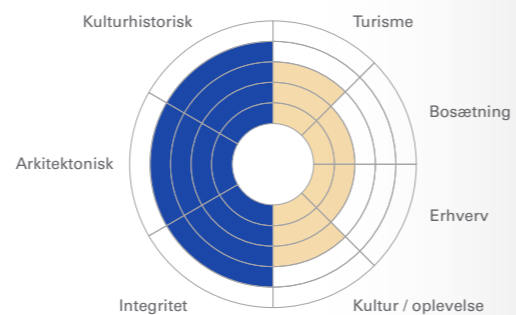 Kulturhistorisk
Turisme
Bosætning
Arkitektonisk
Erhverv
Integritet
Kultur / oplevelse